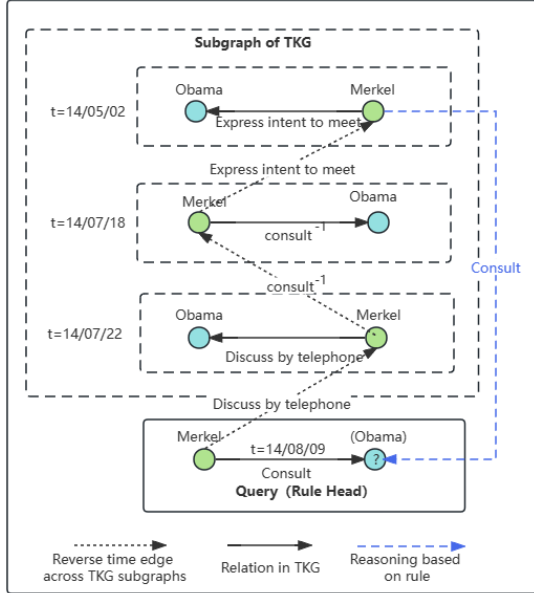 Subgraph of TKG
Obama
Merkel
t=14/05/02
Express intent to meet
Express intent to meet
Merkel
Obama
t=14/07/18
consult-1
Consult
consult-1
Obama
Merkel
t=14/07/22
Discuss by telephone
Discuss by telephone
Merkel
t=14/08/09
(Obama)
?
Consult
Query (Rule Head)
Reverse time edge
across TKG subgraphs
Relation in TKG
Reasoning based
on rule